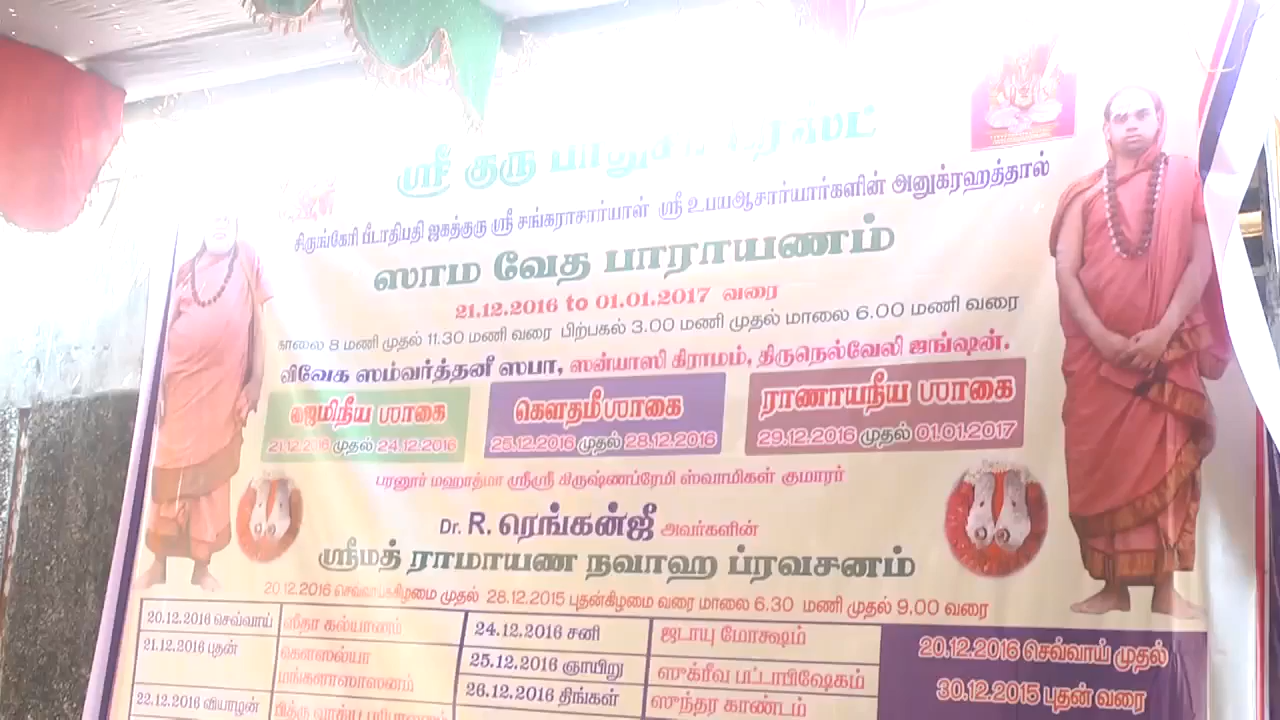 ஸ்ரீ குரு
சிருங்கேரி பீடாதிபதி ஜகத்குரு ஸ்ரீ சங்கராசார்யாள் ஸ்ரீ உபயஆசார்யார்களின் அனுக்ரஹத்தால்
ஸாம வேத பாராயணம்
21.12.2016 to 01.01.2017 வரை
காலை 8 மணி முதல் 11.30 மணி வரை பிற்பகல் 3.00 மணி முதல் மாலை 6.00 மணி வரை
விவேக ஸம்வர்த்தனீ ஸபா, ஸன்யாஸி கிராமம், திருநெல்வேலி ஜங்ஷன்.
ஜைமிநீய ஶாகை
21.12.2016 முதல் 24.12.2016
கௌதமீஶாகை
25.12.2016 முதல் 28.12.2016
ராணாயநீய ஶாகை
29.12.2016 முதல் 01.01.2017
பரனூர் மஹாத்மா ஸ்ரீஸ்ரீ கிருஷ்ணப்ரேமி ஸ்வாமிகள் குமாரர்
Dr. R. ரெங்கன்ஜீ அவர்களின்
ஸ்ரீமத் ராமாயண நவாஹ ப்ரவசனம்
20.12.2016 செவ்வாய்கிழமை முதல் 28.12.2015 புதன்கிழமை வரை மாலை 6.30 மணி முதல் 9.00 வரை
20.12.2016 செவ்வாய் ஸீதா கல்யாணம்
21.12.2016 புதன் கௌஸல்யா மங்களாஸாஸனம்
22.12.2016 வியாழன்
24.12.2016 சனி ஜடாயு மோக்ஷம்
25.12.2016 ஞாயிறு ஸுக்ரீவ பட்டாபிஷேகம்
26.12.2016 திங்கள் ஸுந்தர காண்டம்
20.12.2016 செவ்வாய் முதல்
30.12.2015 புதன் வரை